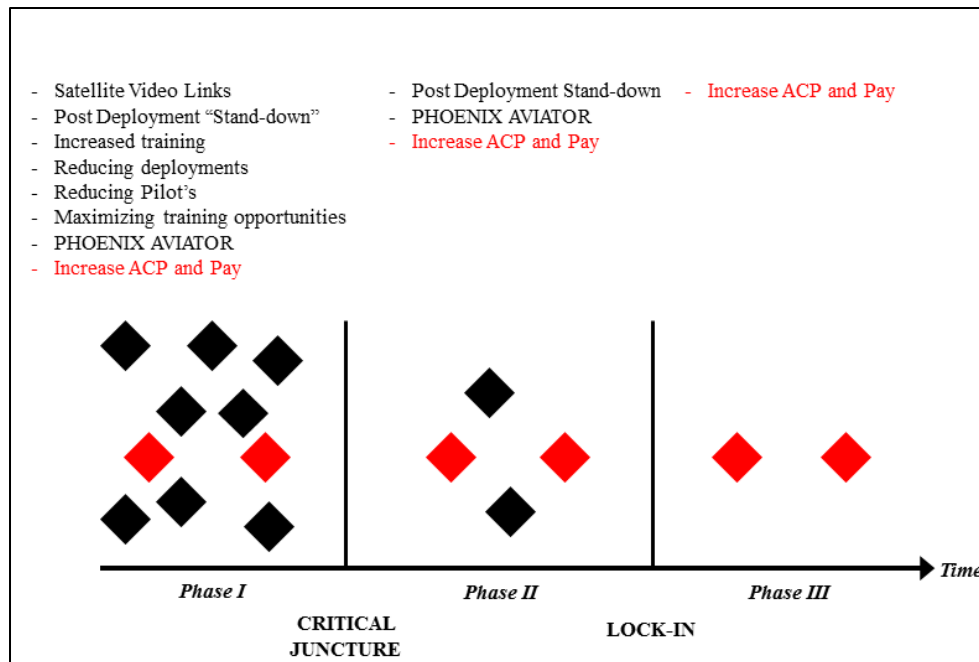 - Satellite Video Links
- Post Deployment “Stand-down”
- Increased training
- Reducing deployments
- Reducing Pilot’s
- Maximizing training opportunities
- PHOENIX AVIATOR
- Increase ACP and Pay
- Post Deployment Stand-down
- PHOENIX AVIATOR
- Increase ACP and Pay
- Increase ACP and Pay
Phase I
Phase II
Phase III
Time
CRITICAL
JUNCTURE
LOCK-IN